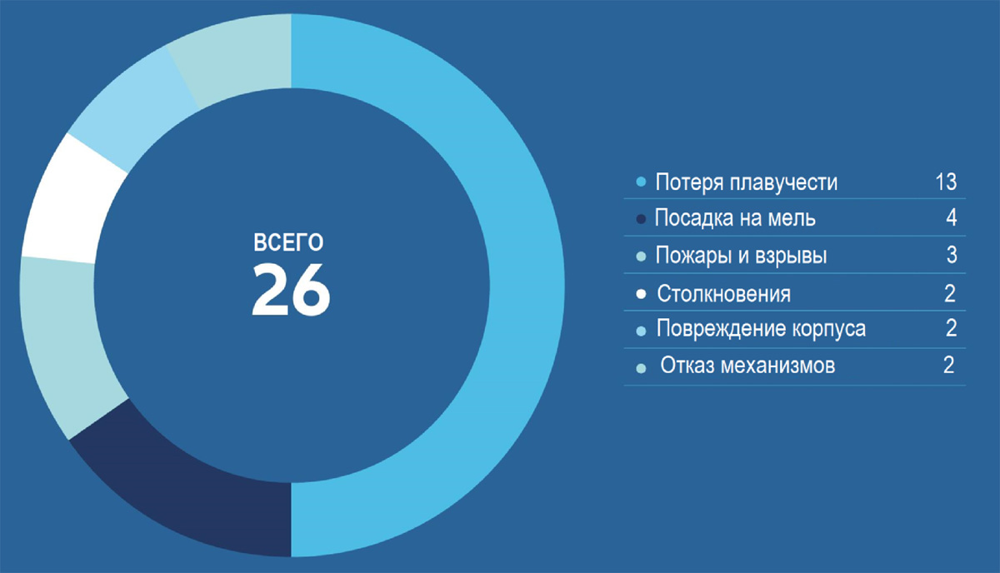 ВСЕГО
26
Потеря плавучести 13
Посадка на мель 4
Пожары и взрывы 3
Столкновения 2
Повреждение корпуса 2
Отказ механизмов 2